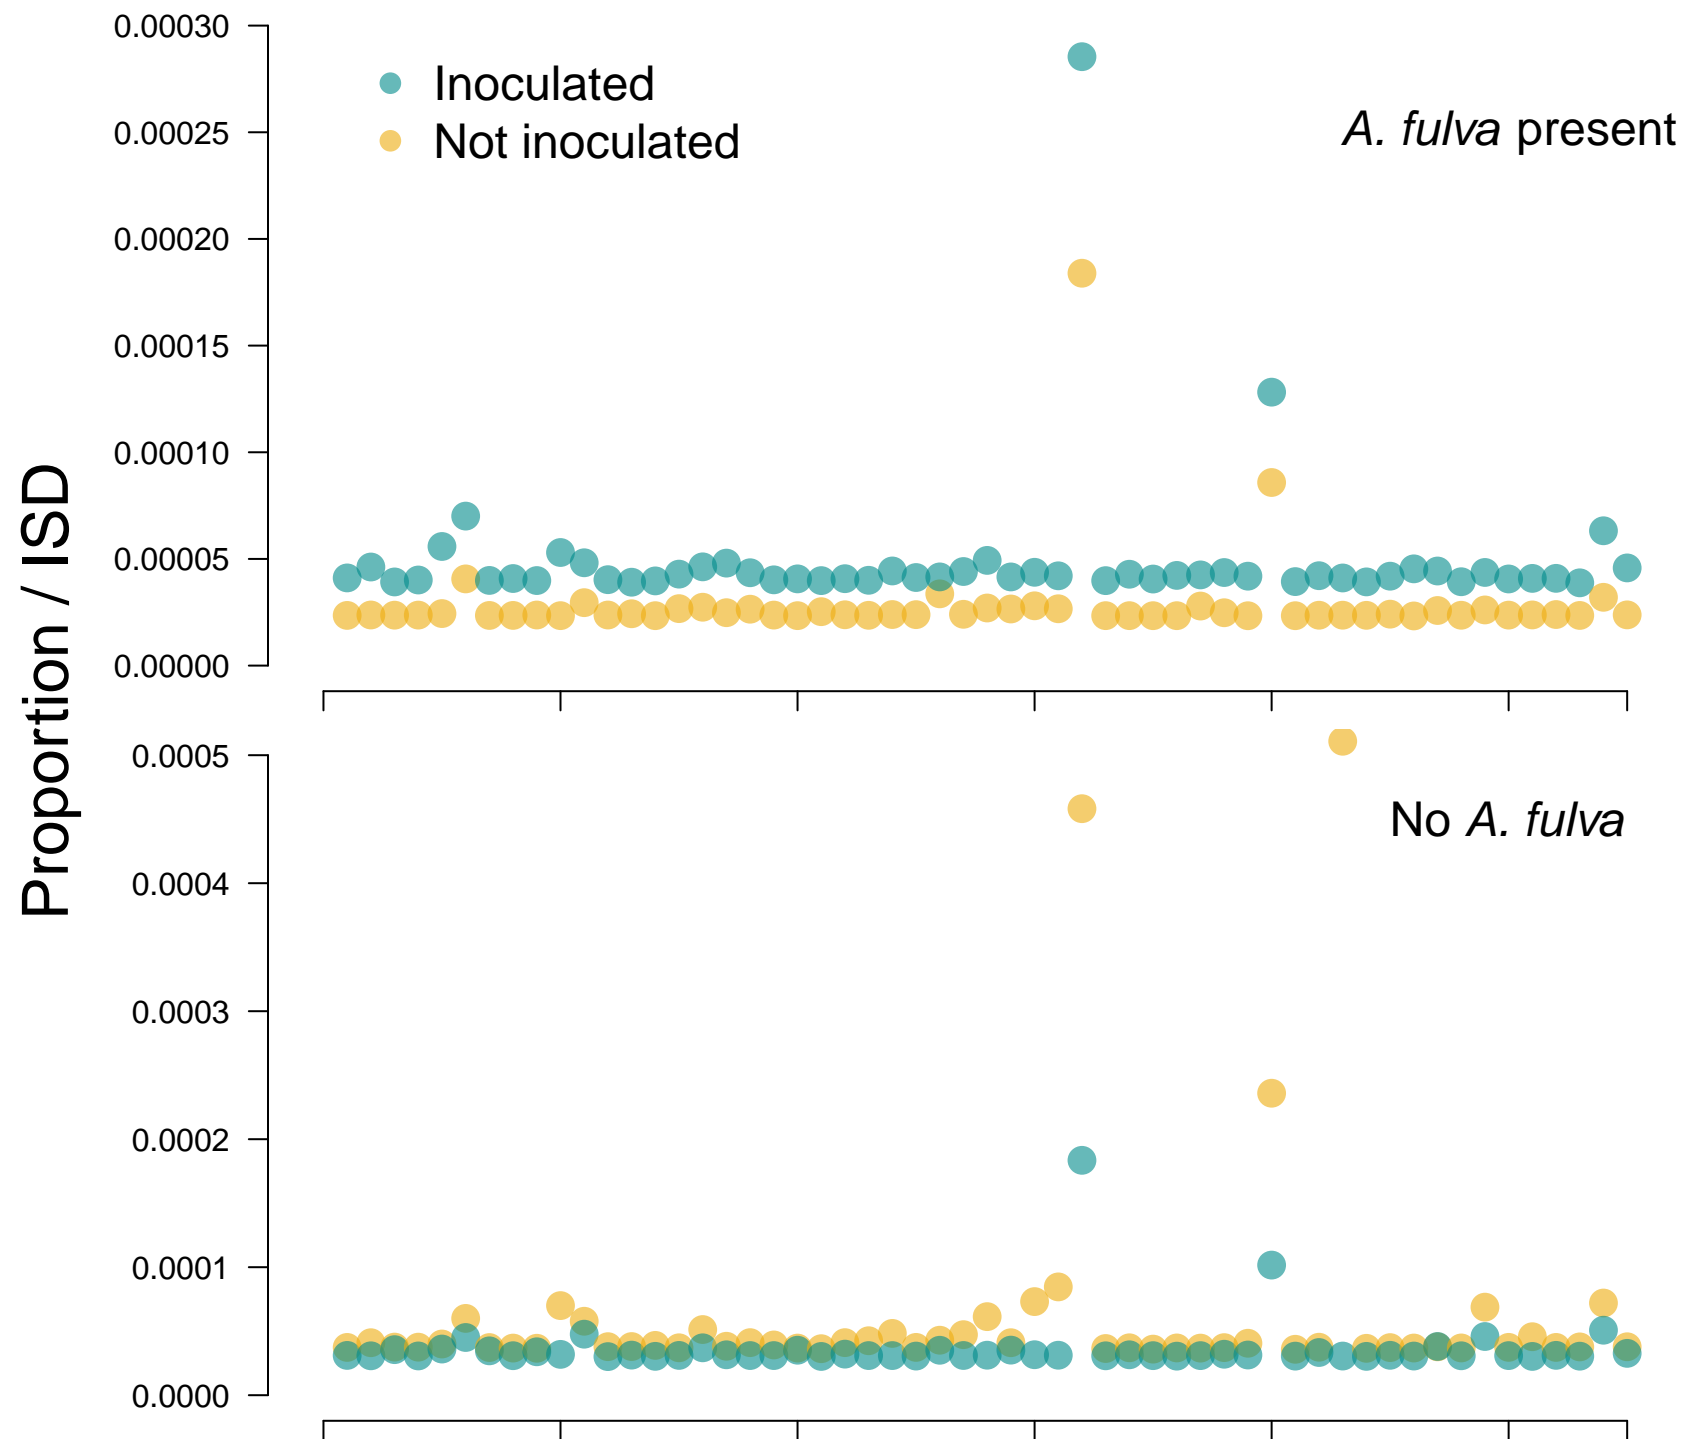 Proportion / ISD
0.00030
0.00025
0.00020
0.00015
0.00010
0.00005
0.00000
Inoculated
Not inoculated
A. fulva present
0.0005
0.0004
0.0003
0.0002
0.0001
0.0000
No A. fulva